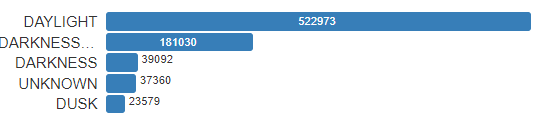 DAYLIGHT 522973
DARKNESS... 181030
DARKNESS 39092
UNKNOWN 37360
DUSK 23579